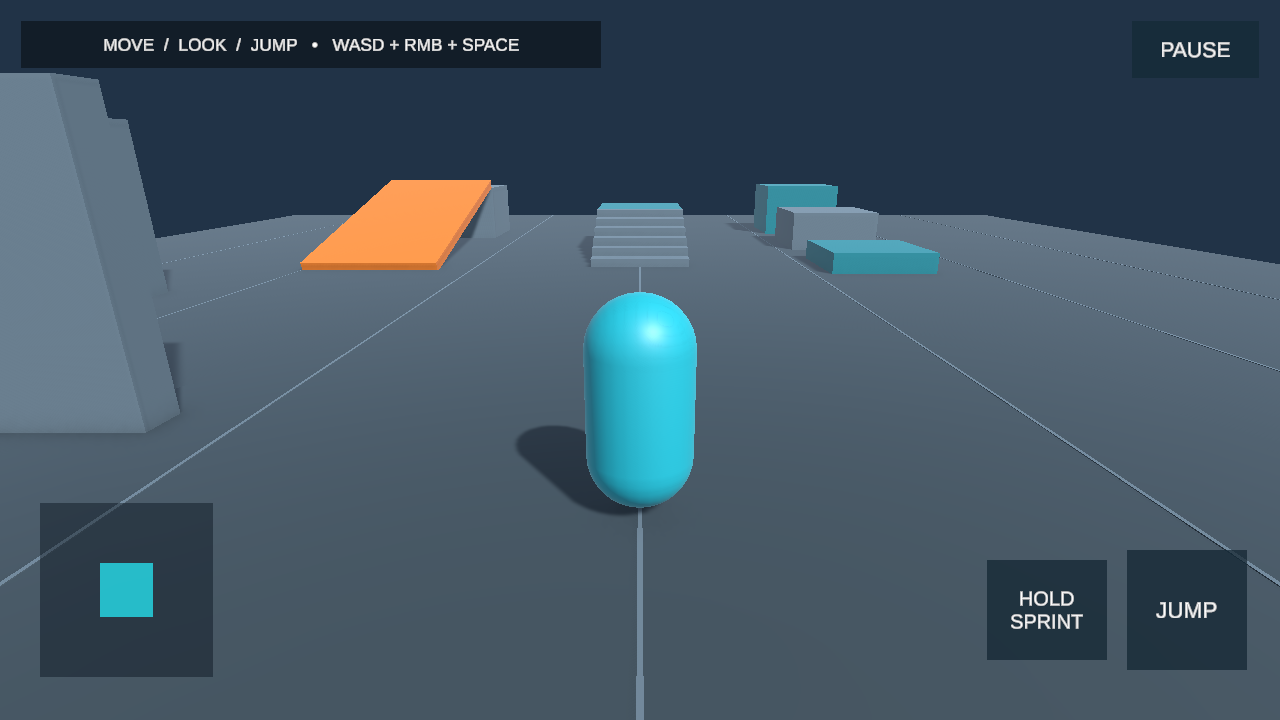 MOVE / LOOK / JUMP • WASD + RMB + SPACE
PAUSE
HOLD
SPRINT
JUMP